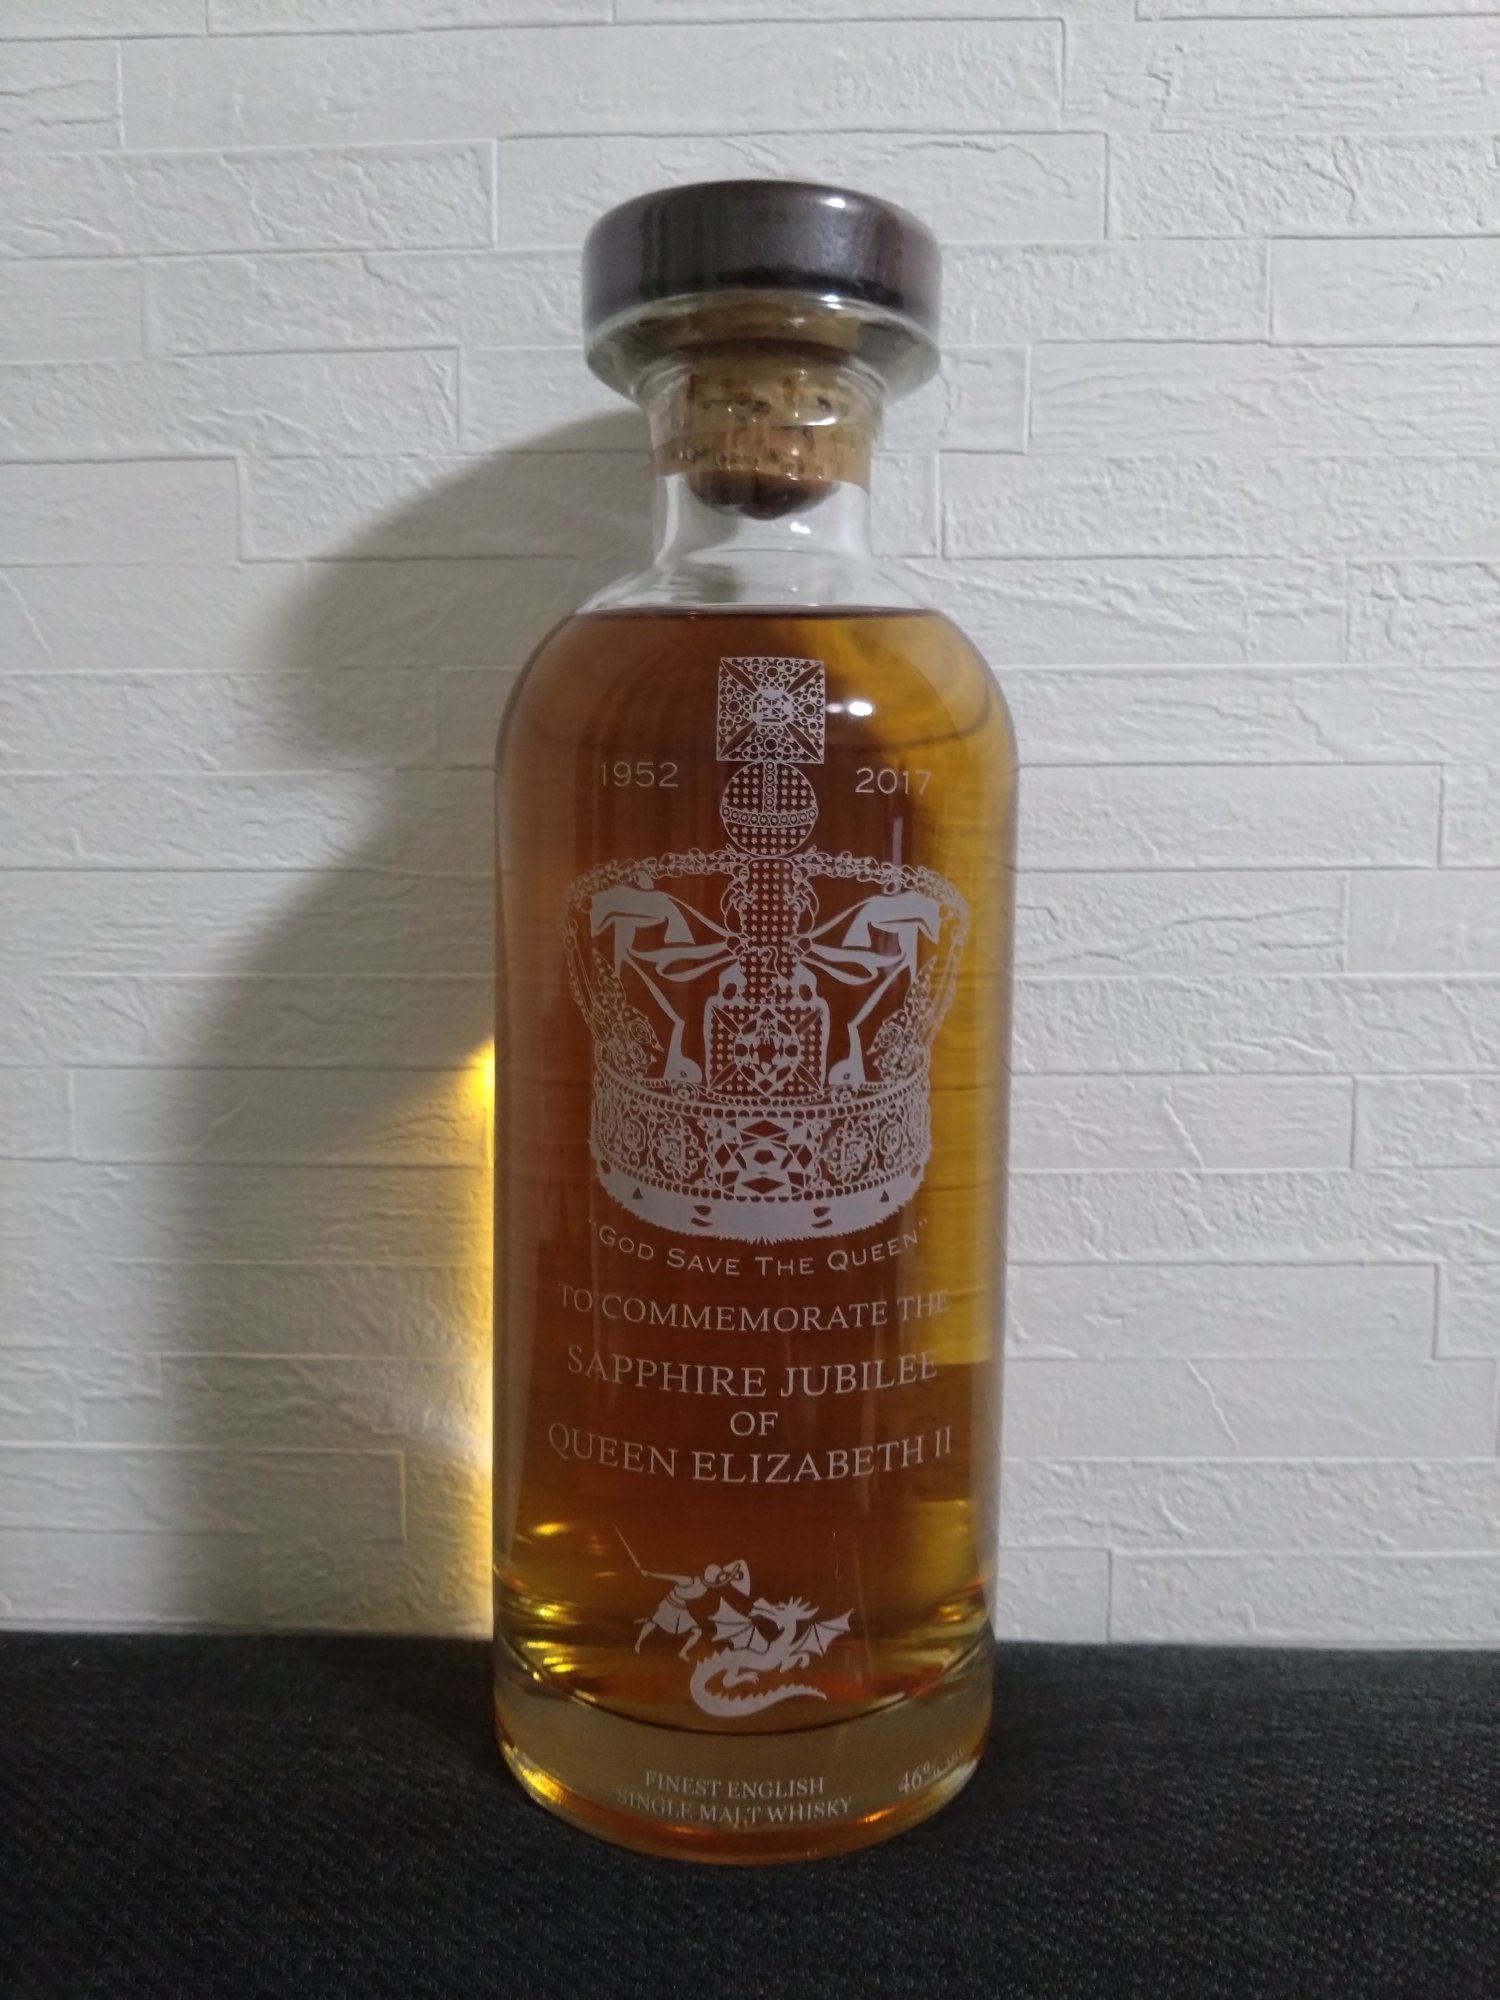 1952 2017
"GOD SAVE THE QUEEN"
TO COMMEMORATE THE
SAPPHIRE JUBILEE
OF
QUEEN ELIZABETH II
FINEST ENGLISH
SINGLE MALT WHISKY
46%